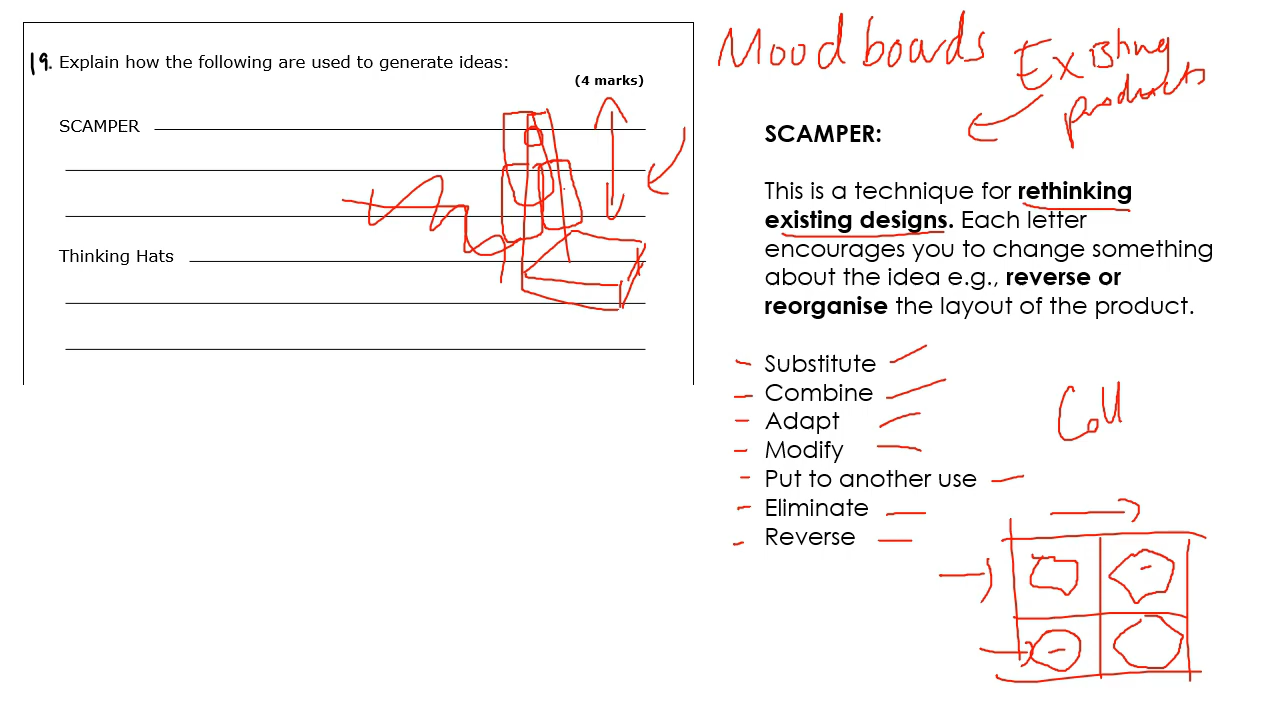 19. Explain how the following are used to generate ideas:
(4 marks)
SCAMPER
Thinking Hats
Mood boards
Existing
products
SCAMPER:
This is a technique for rethinking
existing designs. Each letter
encourages you to change something
about the idea e.g., reverse or
reorganise the layout of the product.
Substitute
Combine
Adapt
Modify
Put to another use
Eliminate
Reverse